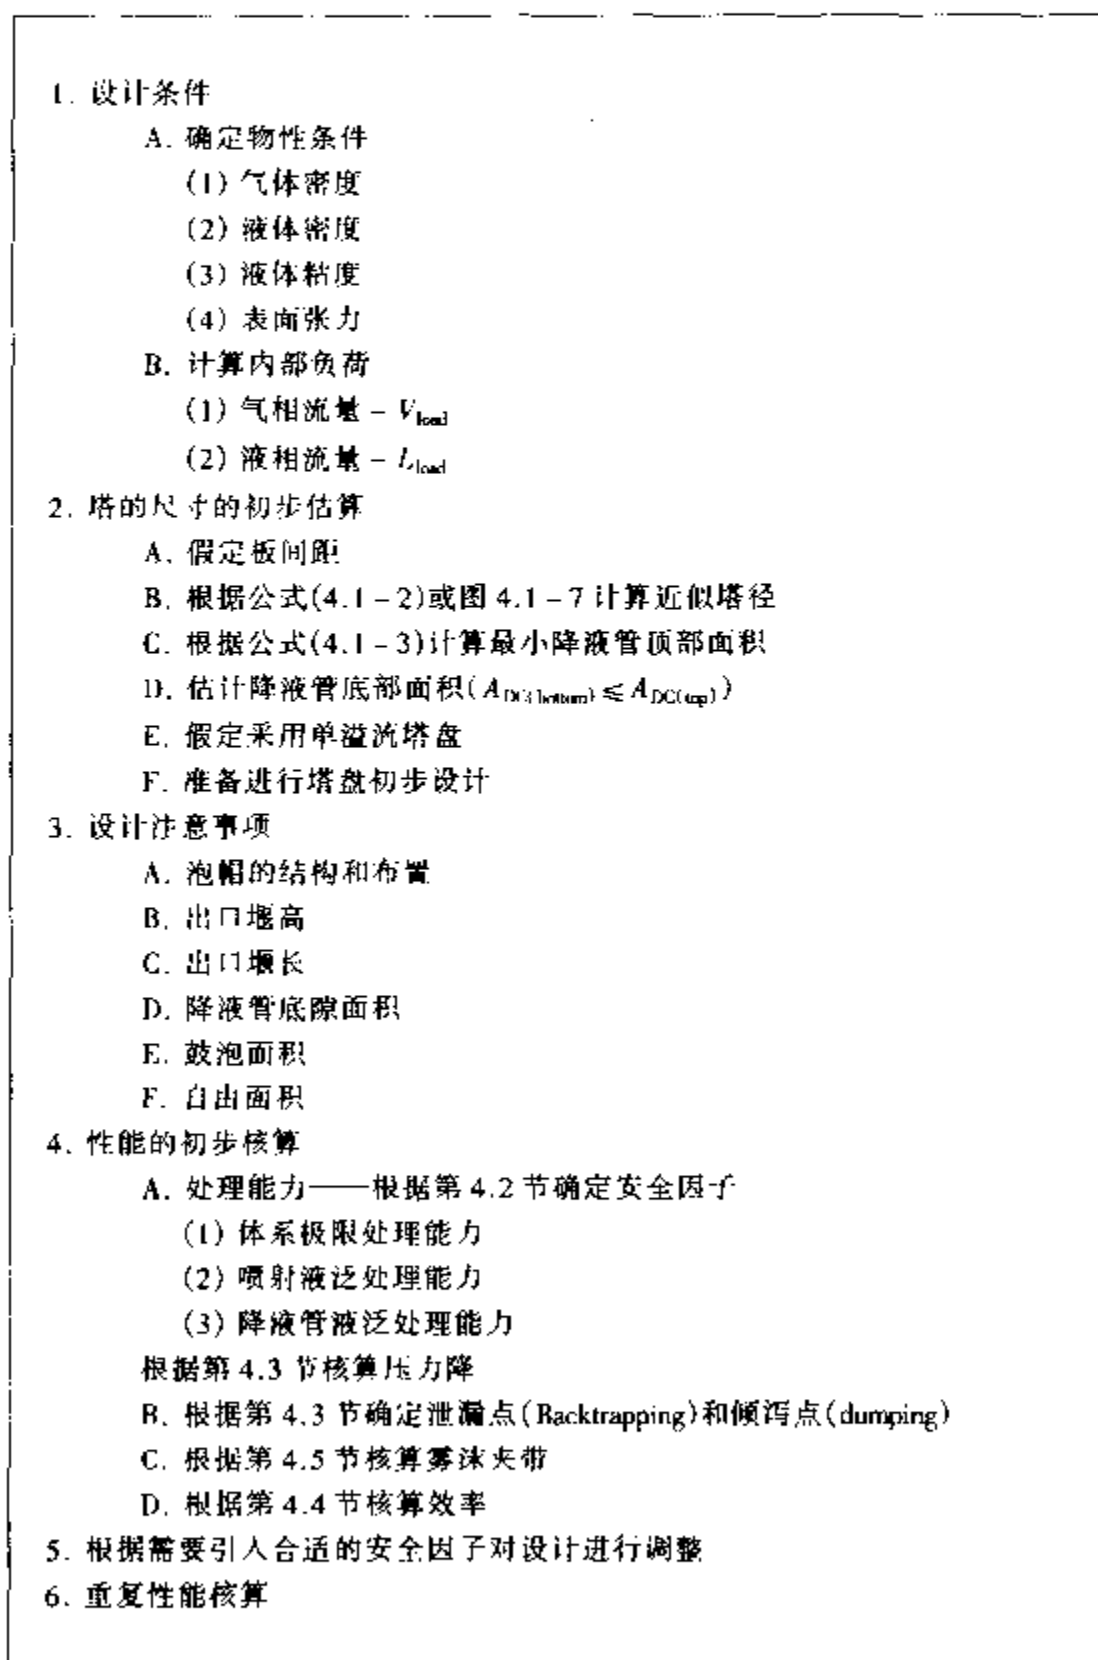 1. 设计条件
A. 确定物性条件
(1) 气体密度
(2) 液体密度
(3) 液体粘度
(4) 表面张力
B. 计算内部负荷
(1) 气相流量 – V_load
(2) 液相流量 – L_load
2. 塔的尺寸的初步估算
A. 假定板间距
B. 根据公式(4.1–2)或图 4.1–7 计算近似塔径
C. 根据公式(4.1–3)计算最小降液管顶部面积
D. 估计降液管底部面积(A_DC(bottom) ≤ A_DC(top))
E. 假定采用单溢流塔盘
F. 准备进行塔盘初步设计
3. 设计注意事项
A. 泡帽的结构和布置
B. 出口堰高
C. 出口堰长
D. 降液管底隙面积
E. 鼓泡面积
F. 自由面积
4. 性能的初步核算
A. 处理能力——根据第 4.2 节确定安全因子
(1) 体系极限处理能力
(2) 喷射液泛处理能力
(3) 降液管液泛处理能力
根据第 4.3 节核算压力降
B. 根据第 4.3 节确定泄漏点(Backtrapping)和倾泻点(dumping)
C. 根据第 4.5 节核算雾沫夹带
D. 根据第 4.4 节核算效率
5. 根据需要引入合适的安全因子对设计进行调整
6. 重复性能核算